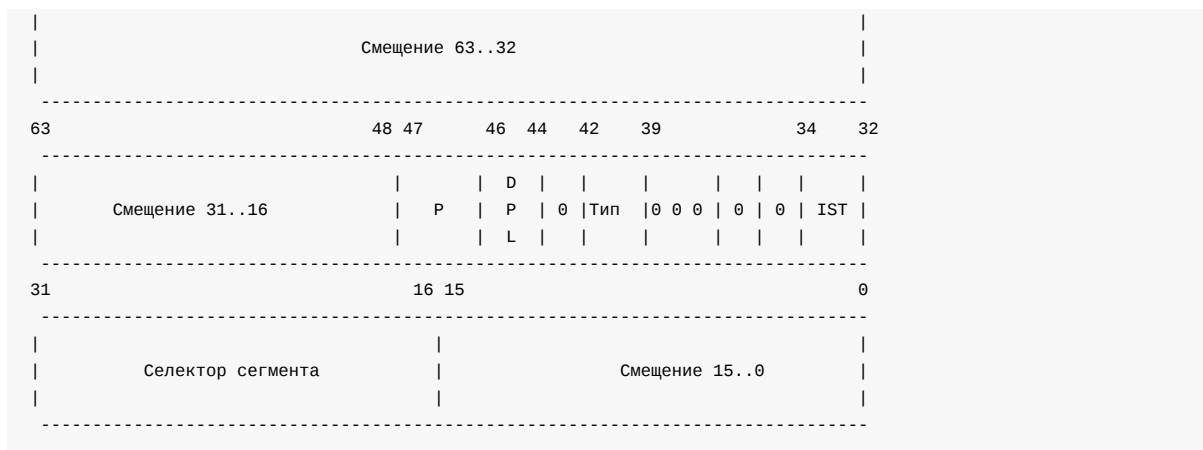 |                                                                               |
|                               Смещение 63..32                                 |
|                                                                               |
 -------------------------------------------------------------------------------
63                               48 47      46  44   42    39             34    32
 -------------------------------------------------------------------------------
|                                  |       |  D  |   |     |      |   |   |     |
|       Смещение 31..16            |   P   |  P  | 0 |Тип  |0 0 0 | 0 | 0 | IST |
|                                  |       |  L  |   |     |      |   |   |     |
 -------------------------------------------------------------------------------
31                                   16 15                                      0
 -------------------------------------------------------------------------------
|                                      |                                        |
|          Селектор сегмента           |                 Смещение 15..0         |
|                                      |                                        |
 -------------------------------------------------------------------------------